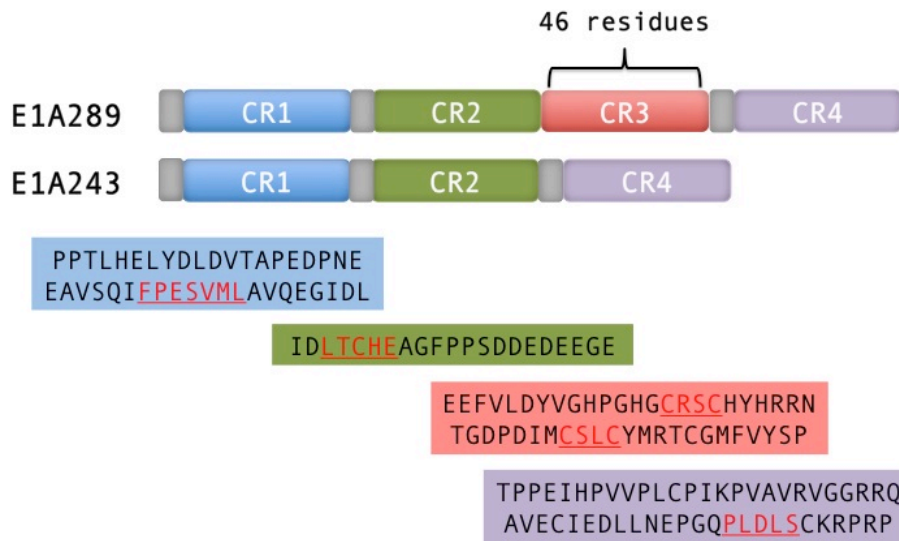 46 residues
E1A289 CR1 CR2 CR3 CR4
E1A243 CR1 CR2 CR4
PPTLHELYDLDVTAPEDPNE
EAVSQIFPESVMLAVQEGIDL
IDLTCHEAGFPPSDDEDEEGE
EEFVLDYVGHPGHGCRSCHYHRRN
TGDPDIMCSLCYMRTCGMFVYSP
TPPEIHPVVPLCPIKPVAVRVGGRRQ
AVECIEDLLNEPGQPLDLSCKRPRP